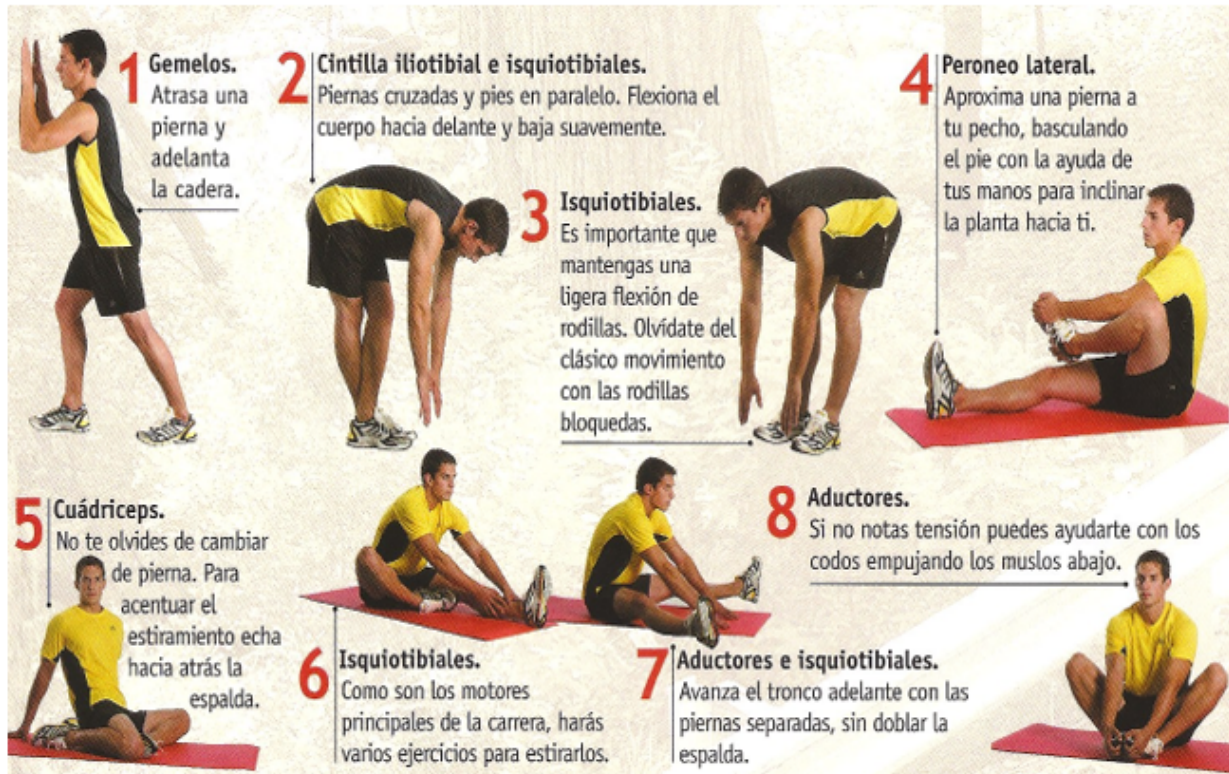 1 Gemelos.
Atrasa una
pierna y
adelanta
la cadera.
2 Cintilla iliotibial e isquiotibiales.
Piernas cruzadas y pies en paralelo. Flexiona el
cuerpo hacia delante y baja suavemente.
3 Isquiotibiales.
Es importante que
mantengas una
ligera flexión de
rodillas. Olvídate del
clásico movimiento
con las rodillas
bloquedas.
4 Peroneo lateral.
Aproxima una pierna a
tu pecho, basculando
el pie con la ayuda de
tus manos para inclinar
la planta hacia ti.
5 Cuádriceps.
No te olvides de cambiar
de pierna. Para
acentuar el
estiramiento echa
hacia atrás la
espalda.
6 Isquiotibiales.
Como son los motores
principales de la carrera, harás
varios ejercicios para estirarlos.
7 Aductores e isquiotibiales.
Avanza el tronco adelante con las
piernas separadas, sin doblar la
espalda.
8 Aductores.
Si no notas tensión puedes ayudarte con los
codos empujando los muslos abajo.